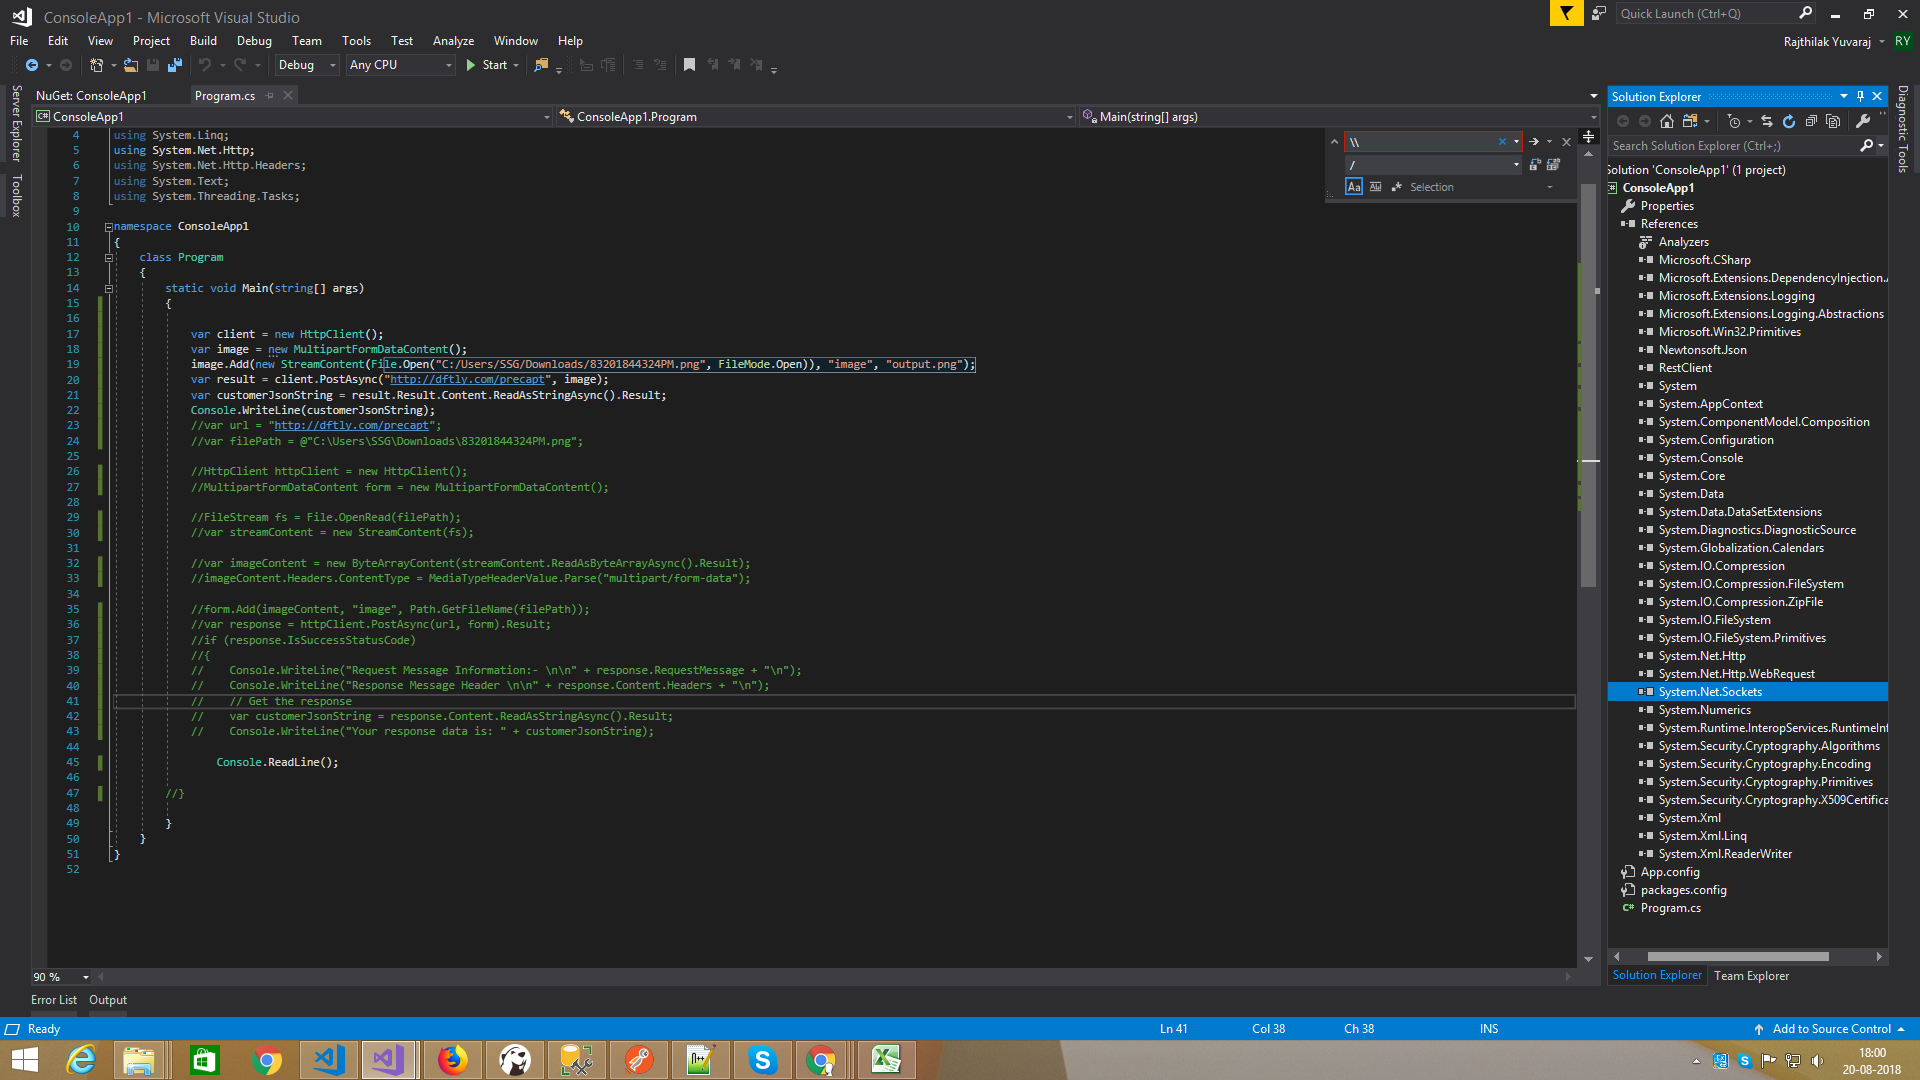 ConsoleApp1 - Microsoft Visual Studio
Quick Launch (Ctrl+Q)
File Edit View Project Build Debug Team Tools Test Analyze Window Help
Rajthilak Yuvaraj RY
Debug Any CPU Start
Server Explorer
Toolbox
NuGet: ConsoleApp1 Program.cs
C# ConsoleApp1 ConsoleApp1.Program Main(string[] args)
\\
/
Aa Selection
4 using System.Linq;
5 using System.Net.Http;
6 using System.Net.Http.Headers;
7 using System.Text;
8 using System.Threading.Tasks;
9
10 namespace ConsoleApp1
11 {
12 class Program
13 {
14 static void Main(string[] args)
15 {
16
17 var client = new HttpClient();
18 var image = new MultipartFormDataContent();
19 image.Add(new StreamContent(File.Open("C:/Users/SSG/Downloads/83201844324PM.png", FileMode.Open)), "image", "output.png");
20 var result = client.PostAsync("http://dftly.com/precapt", image);
21 var customerJsonString = result.Result.Content.ReadAsStringAsync().Result;
22 Console.WriteLine(customerJsonString);
23 //var url = "http://dftly.com/precapt";
24 //var filePath = @"C:\Users\SSG\Downloads\83201844324PM.png";
25
26 //HttpClient httpClient = new HttpClient();
27 //MultipartFormDataContent form = new MultipartFormDataContent();
28
29 //FileStream fs = File.OpenRead(filePath);
30 //var streamContent = new StreamContent(fs);
31
32 //var imageContent = new ByteArrayContent(streamContent.ReadAsByteArrayAsync().Result);
33 //imageContent.Headers.ContentType = MediaTypeHeaderValue.Parse("multipart/form-data");
34
35 //form.Add(imageContent, "image", Path.GetFileName(filePath));
36 //var response = httpClient.PostAsync(url, form).Result;
37 //if (response.IsSuccessStatusCode)
38 //{
39 // Console.WriteLine("Request Message Information:- \n\n" + response.RequestMessage + "\n");
40 // Console.WriteLine("Response Message Header \n\n" + response.Content.Headers + "\n");
41 // // Get the response
42 // var customerJsonString = response.Content.ReadAsStringAsync().Result;
43 // Console.WriteLine("Your response data is: " + customerJsonString);
44
45 Console.ReadLine();
46
47 //}
48
49 }
50 }
51 }
52
90 %
Error List Output
Solution Explorer
Search Solution Explorer (Ctrl+;)
Solution 'ConsoleApp1' (1 project)
ConsoleApp1
Properties
References
Analyzers
Microsoft.CSharp
Microsoft.Extensions.DependencyInjection.
Microsoft.Extensions.Logging
Microsoft.Extensions.Logging.Abstractions
Microsoft.Win32.Primitives
Newtonsoft.Json
RestClient
System
System.AppContext
System.ComponentModel.Composition
System.Configuration
System.Console
System.Core
System.Data
System.Data.DataSetExtensions
System.Diagnostics.DiagnosticSource
System.Globalization.Calendars
System.IO.Compression
System.IO.Compression.FileSystem
System.IO.Compression.ZipFile
System.IO.FileSystem
System.IO.FileSystem.Primitives
System.Net.Http
System.Net.Http.WebRequest
System.Net.Sockets
System.Numerics
System.Runtime.InteropServices.RuntimeInf
System.Security.Cryptography.Algorithms
System.Security.Cryptography.Encoding
System.Security.Cryptography.Primitives
System.Security.Cryptography.X509Certifica
System.Xml
System.Xml.Linq
System.Xml.ReaderWriter
App.config
packages.config
C# Program.cs
Solution Explorer Team Explorer
Diagnostic Tools
Ready Ln 41 Col 38 Ch 38 INS Add to Source Control
18:00
20-08-2018